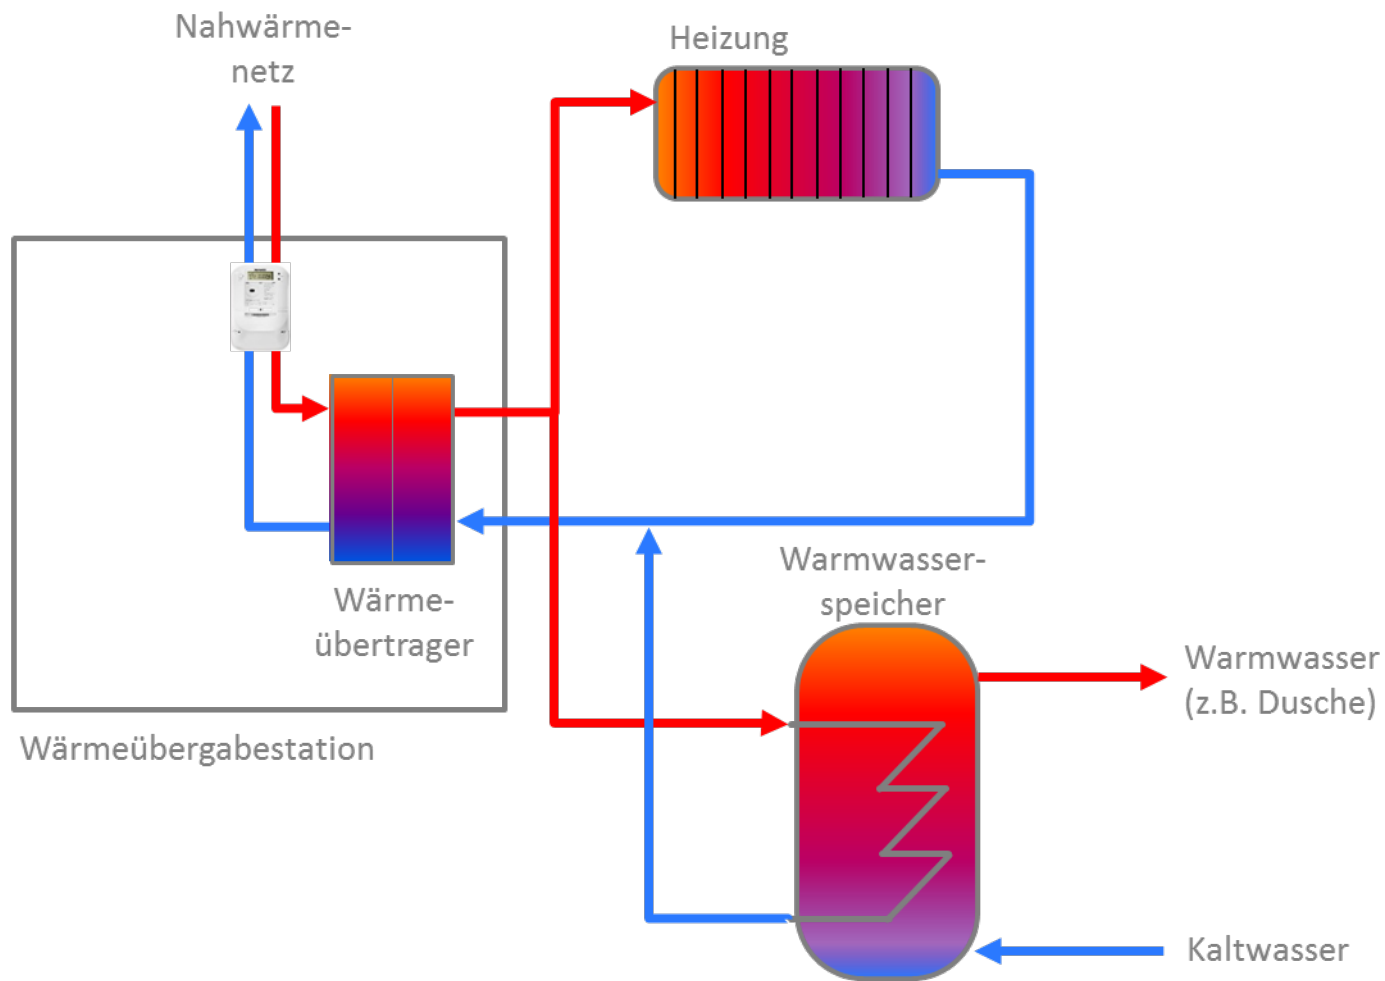 Nahwärme-
netz
Heizung
Wärme-
übertrager
Wärmeübergabestation
Warmwasser-
speicher
Warmwasser
(z.B. Dusche)
Kaltwasser